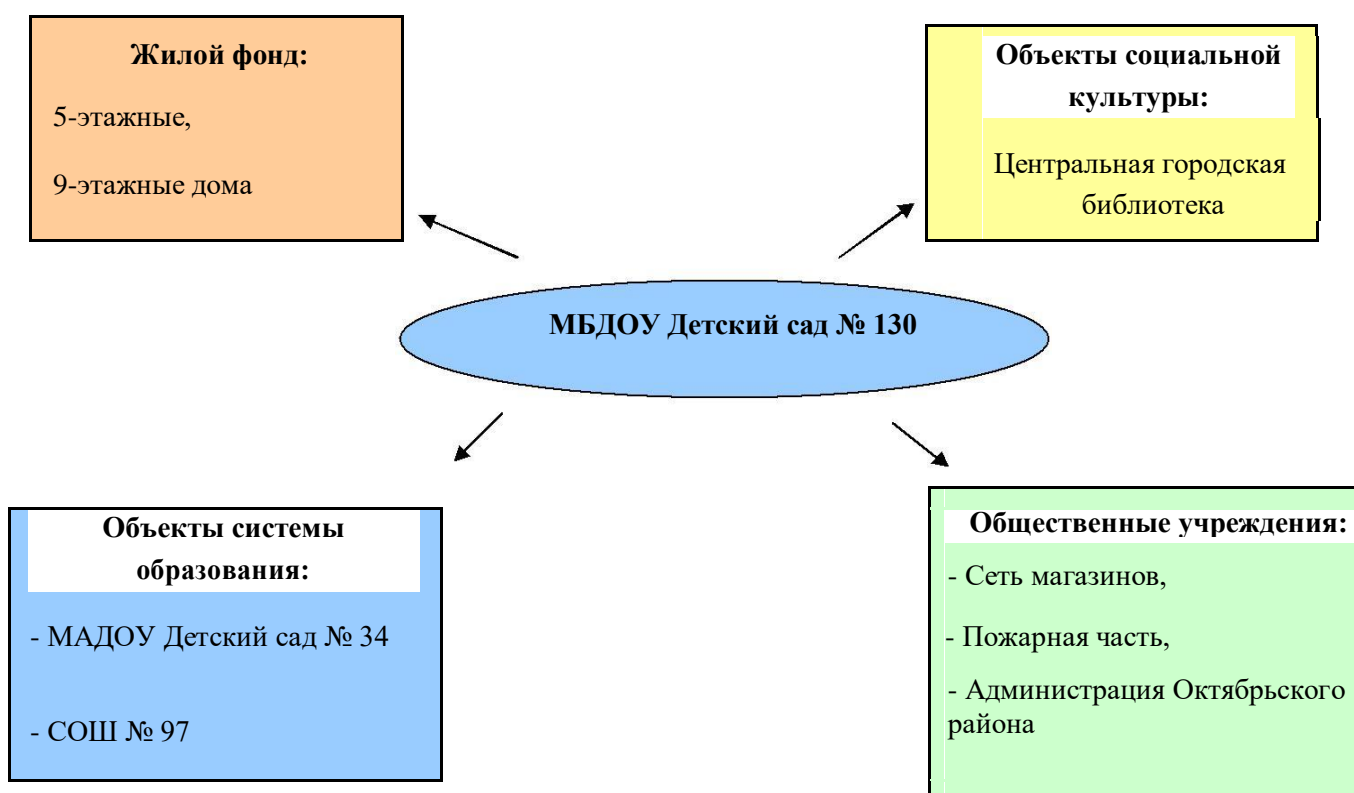 Жилой фонд:
5-этажные,
9-этажные дома
Объекты социальной
культуры:
Центральная городская
библиотека
МБДОУ Детский сад № 130
Объекты системы
образования:
- МАДОУ Детский сад № 34
- СОШ № 97
Общественные учреждения:
- Сеть магазинов,
- Пожарная часть,
- Администрация Октябрьского
района